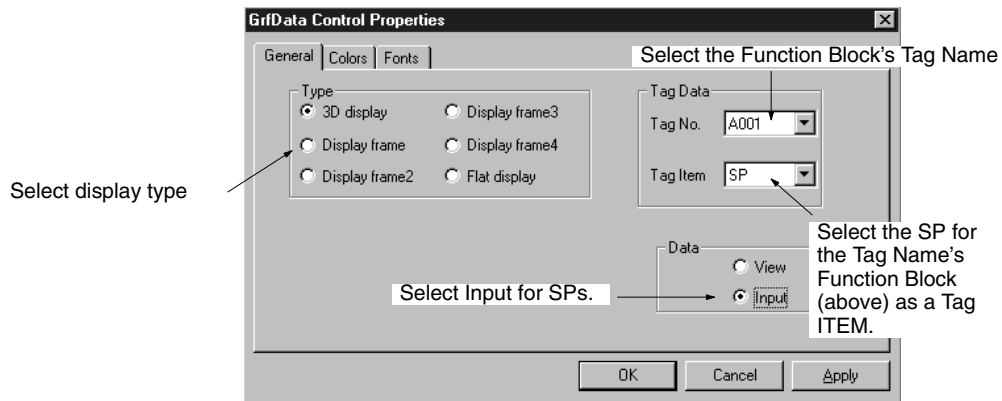 GrfData Control Properties
General Colors Fonts
Select the Function Block's Tag Name
Type
3D display Display frame3
Display frame Display frame4
Display frame2 Flat display
Select display type
Tag Data
Tag No. A001
Tag Item SP
Select the SP for
the Tag Name's
Function Block
(above) as a Tag
ITEM.
Data
View
Input
Select Input for SPs.
OK Cancel Apply